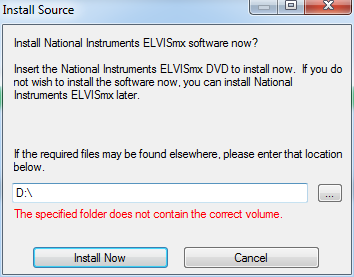 Install Source
Install National Instruments ELVISmx software now?
Insert the National Instruments ELVISmx DVD to install now.  If you do
not wish to install the software now, you can install National
Instruments ELVISmx later.
If the required files may be found elsewhere, please enter that location
below.
D:\
...
The specified folder does not contain the correct volume.
Install Now
Cancel